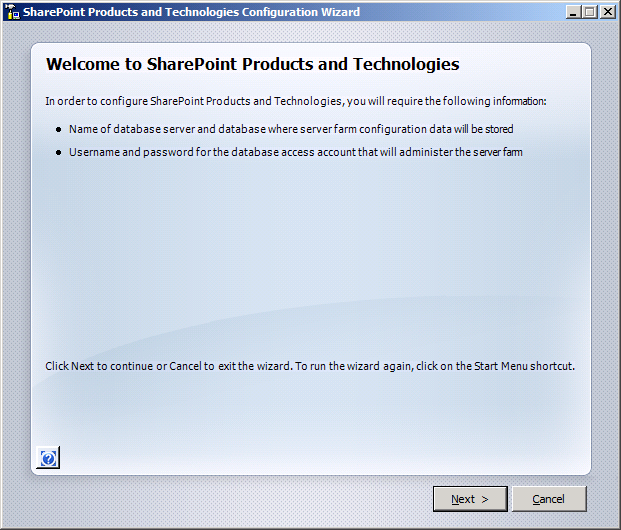 SharePoint Products and Technologies Configuration Wizard
Welcome to SharePoint Products and Technologies
In order to configure SharePoint Products and Technologies, you will require the following information:
• Name of database server and database where server farm configuration data will be stored
• Username and password for the database access account that will administer the server farm
Click Next to continue or Cancel to exit the wizard. To run the wizard again, click on the Start Menu shortcut.
?
Next >
Cancel